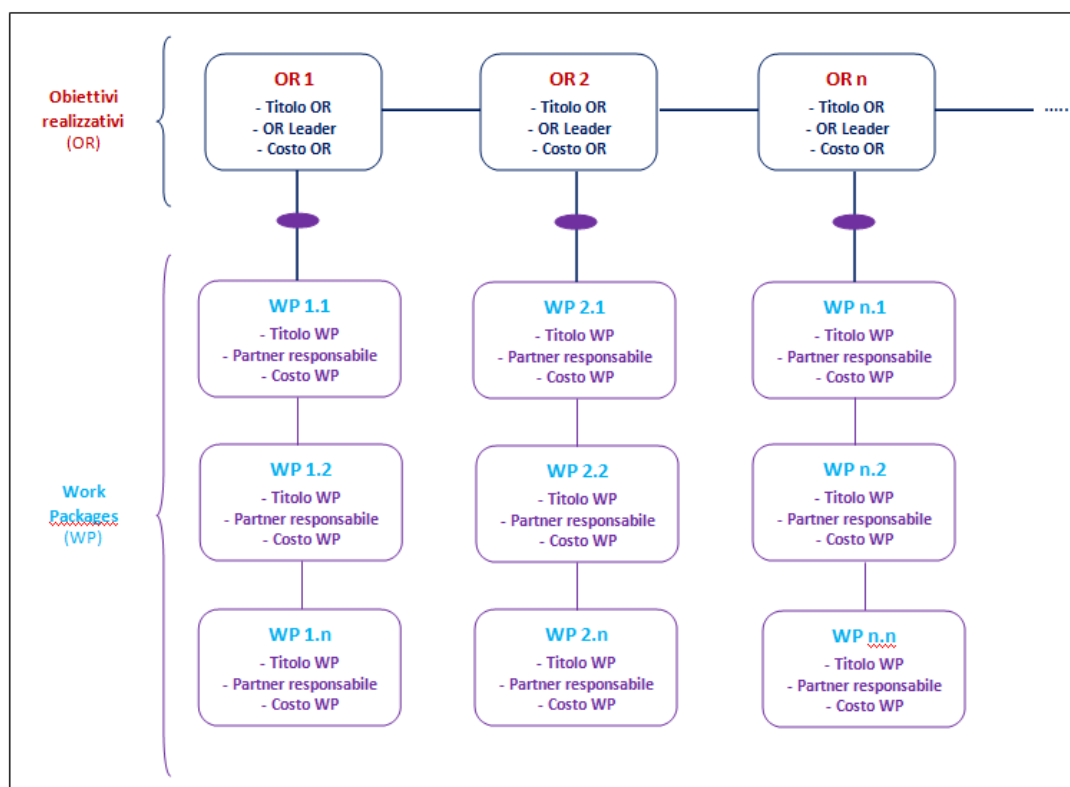 Obiettivi
realizzativi
(OR)
OR 1
- Titolo OR
- OR Leader
- Costo OR
OR 2
- Titolo OR
- OR Leader
- Costo OR
OR n
- Titolo OR
- OR Leader
- Costo OR
.....
Work
Packages
(WP)
WP 1.1
- Titolo WP
- Partner responsabile
- Costo WP
WP 2.1
- Titolo WP
- Partner responsabile
- Costo WP
WP n.1
- Titolo WP
- Partner responsabile
- Costo WP
WP 1.2
- Titolo WP
- Partner responsabile
- Costo WP
WP 2.2
- Titolo WP
- Partner responsabile
- Costo WP
WP n.2
- Titolo WP
- Partner responsabile
- Costo WP
WP 1.n
- Titolo WP
- Partner responsabile
- Costo WP
WP 2.n
- Titolo WP
- Partner responsabile
- Costo WP
WP n.n
- Titolo WP
- Partner responsabile
- Costo WP